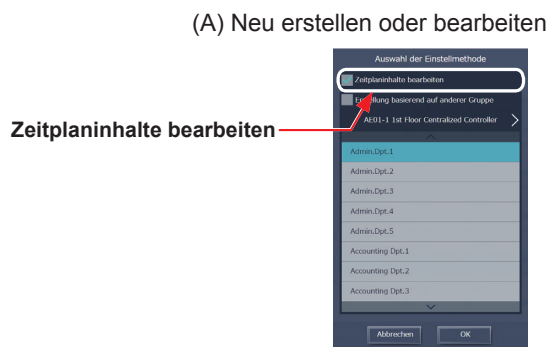 (A) Neu erstellen oder bearbeiten
Auswahl der Einstellmethode
Zeitplaninhalte bearbeiten
Erstellung basierend auf anderer Gruppe
Zeitplaninhalte bearbeiten
AE01-1 1st Floor Centralized Controller
Admin.Dpt.1
Admin.Dpt.2
Admin.Dpt.3
Admin.Dpt.4
Admin.Dpt.5
Accounting Dpt.1
Accounting Dpt.2
Accounting Dpt.3
Abbrechen OK